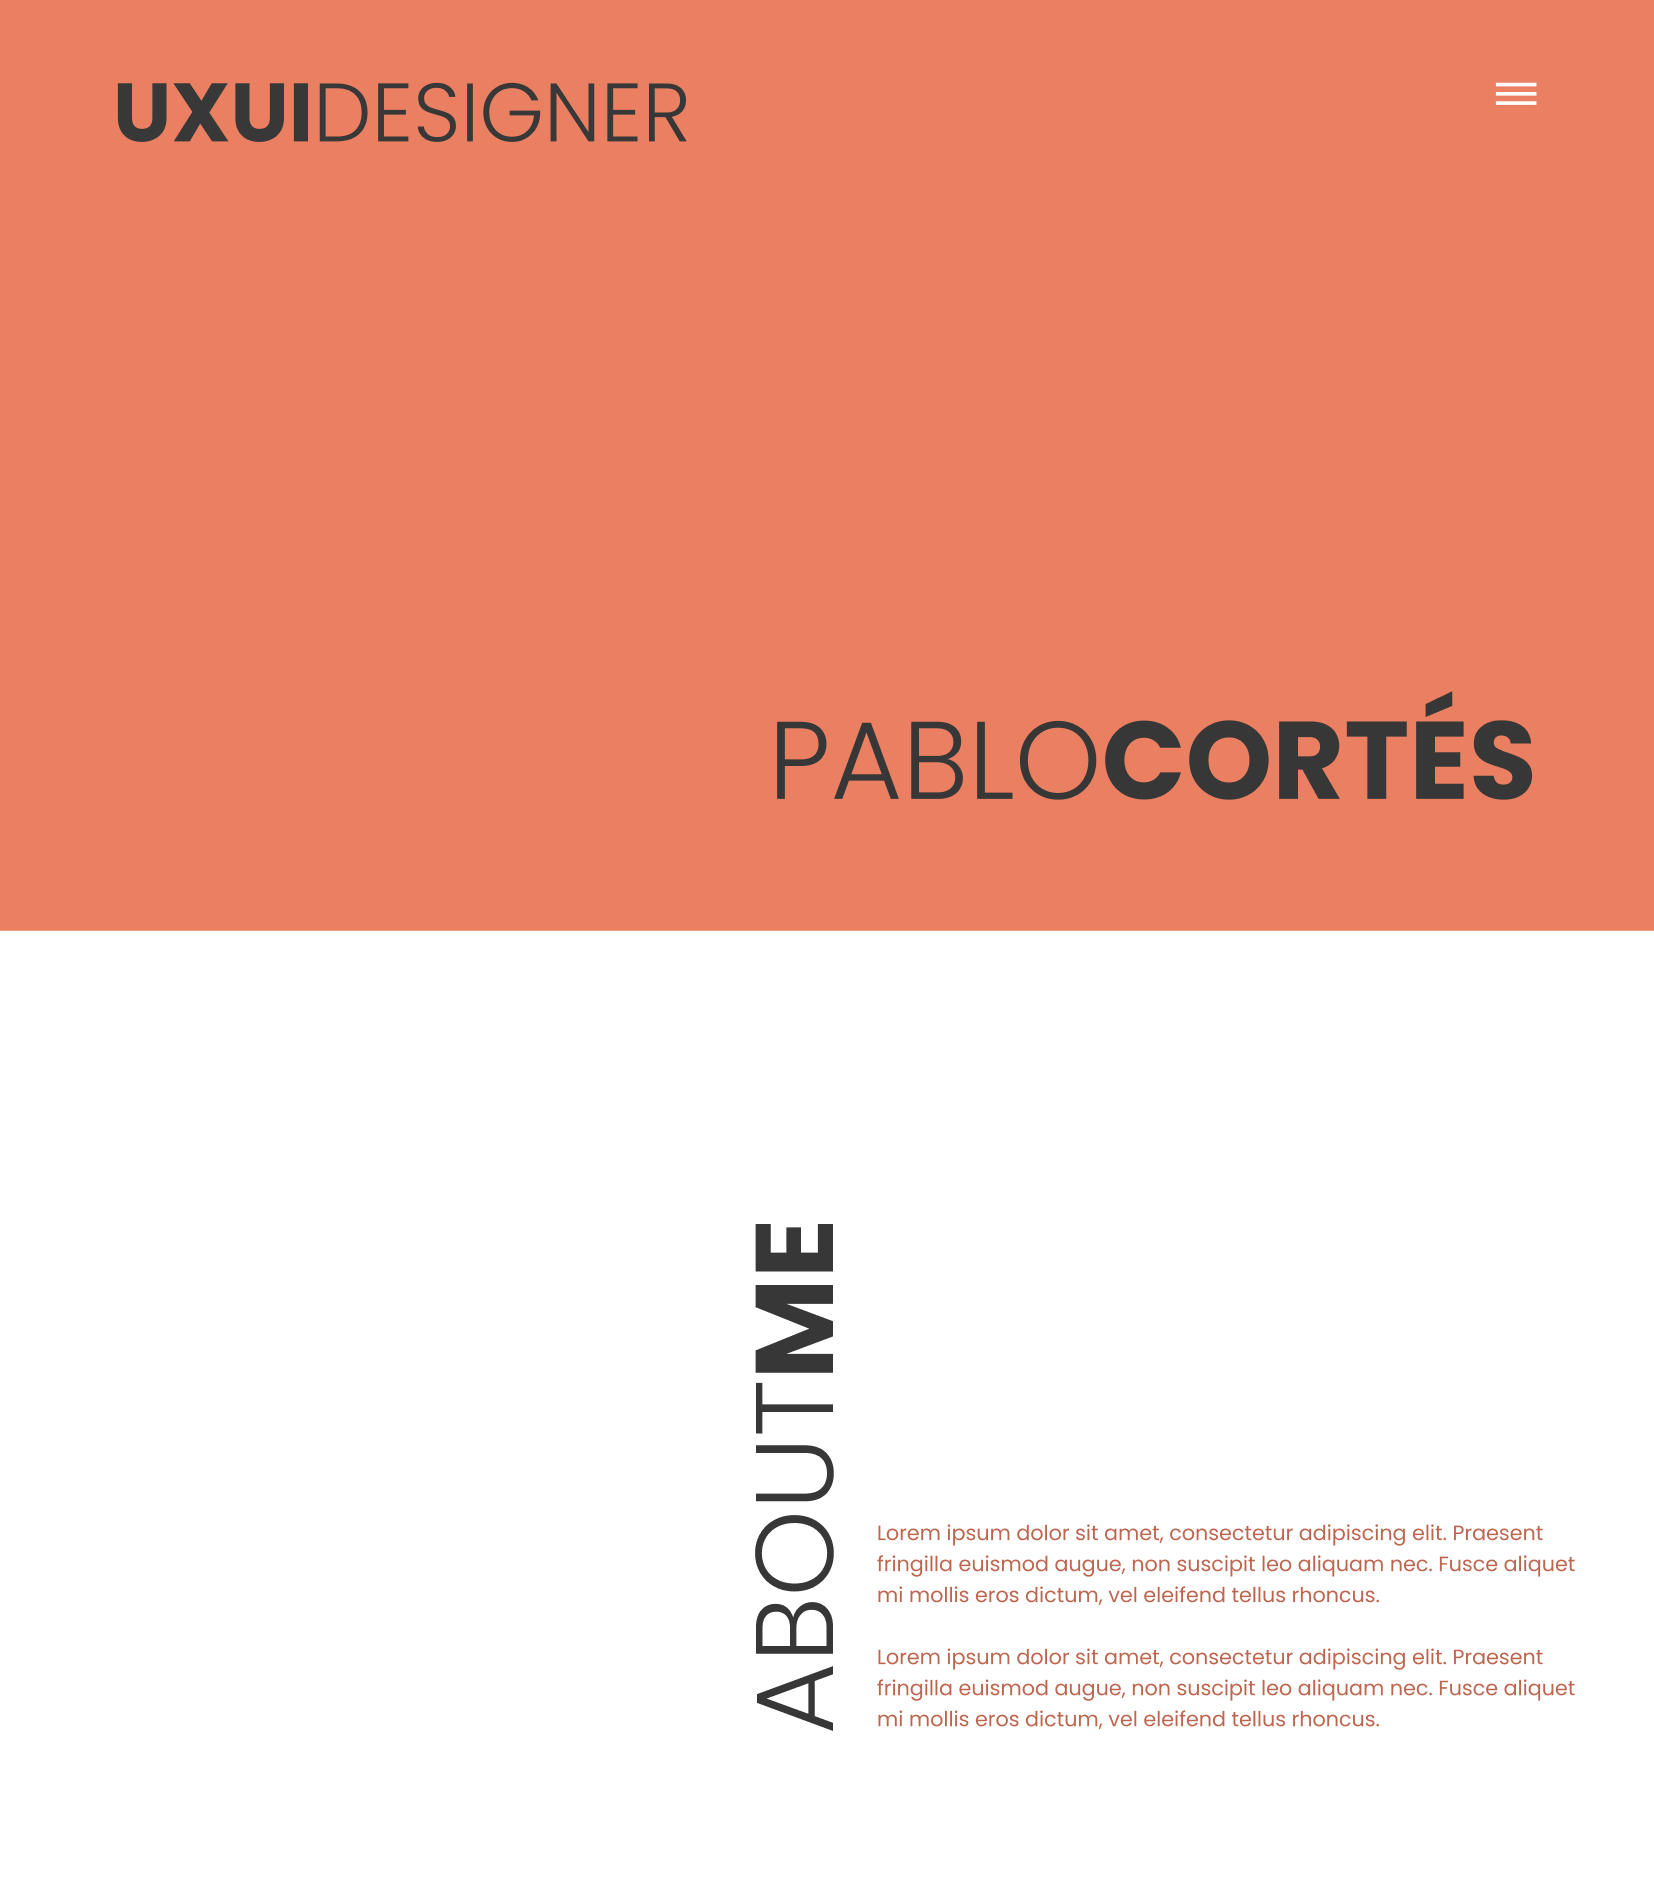 UXUIDESIGNER
PABLOCORTÉS
ABOUTME
Lorem ipsum dolor sit amet, consectetur adipiscing elit. Praesent
fringilla euismod augue, non suscipit leo aliquam nec. Fusce aliquet
mi mollis eros dictum, vel eleifend tellus rhoncus.
Lorem ipsum dolor sit amet, consectetur adipiscing elit. Praesent
fringilla euismod augue, non suscipit leo aliquam nec. Fusce aliquet
mi mollis eros dictum, vel eleifend tellus rhoncus.